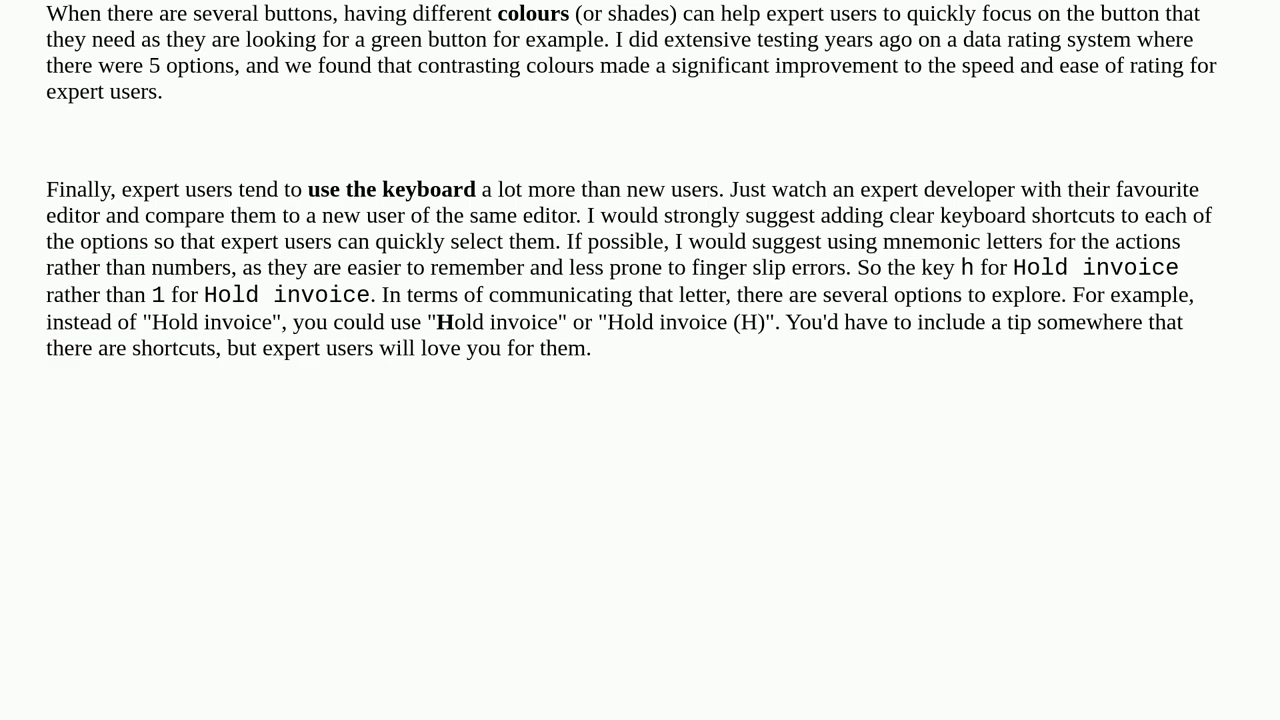 When there are several buttons, having different colours (or shades) can help expert users to quickly focus on the button that
they need as they are looking for a green button for example. I did extensive testing years ago on a data rating system where
there were 5 options, and we found that contrasting colours made a significant improvement to the speed and ease of rating for
expert users.
Finally, expert users tend to use the keyboard a lot more than new users. Just watch an expert developer with their favourite
editor and compare them to a new user of the same editor. I would strongly suggest adding clear keyboard shortcuts to each of
the options so that expert users can quickly select them. If possible, I would suggest using mnemonic letters for the actions
rather than numbers, as they are easier to remember and less prone to finger slip errors. So the key h for Hold invoice
rather than 1 for Hold invoice. In terms of communicating that letter, there are several options to explore. For example,
instead of "Hold invoice", you could use "Hold invoice" or "Hold invoice (H)". You'd have to include a tip somewhere that
there are shortcuts, but expert users will love you for them.